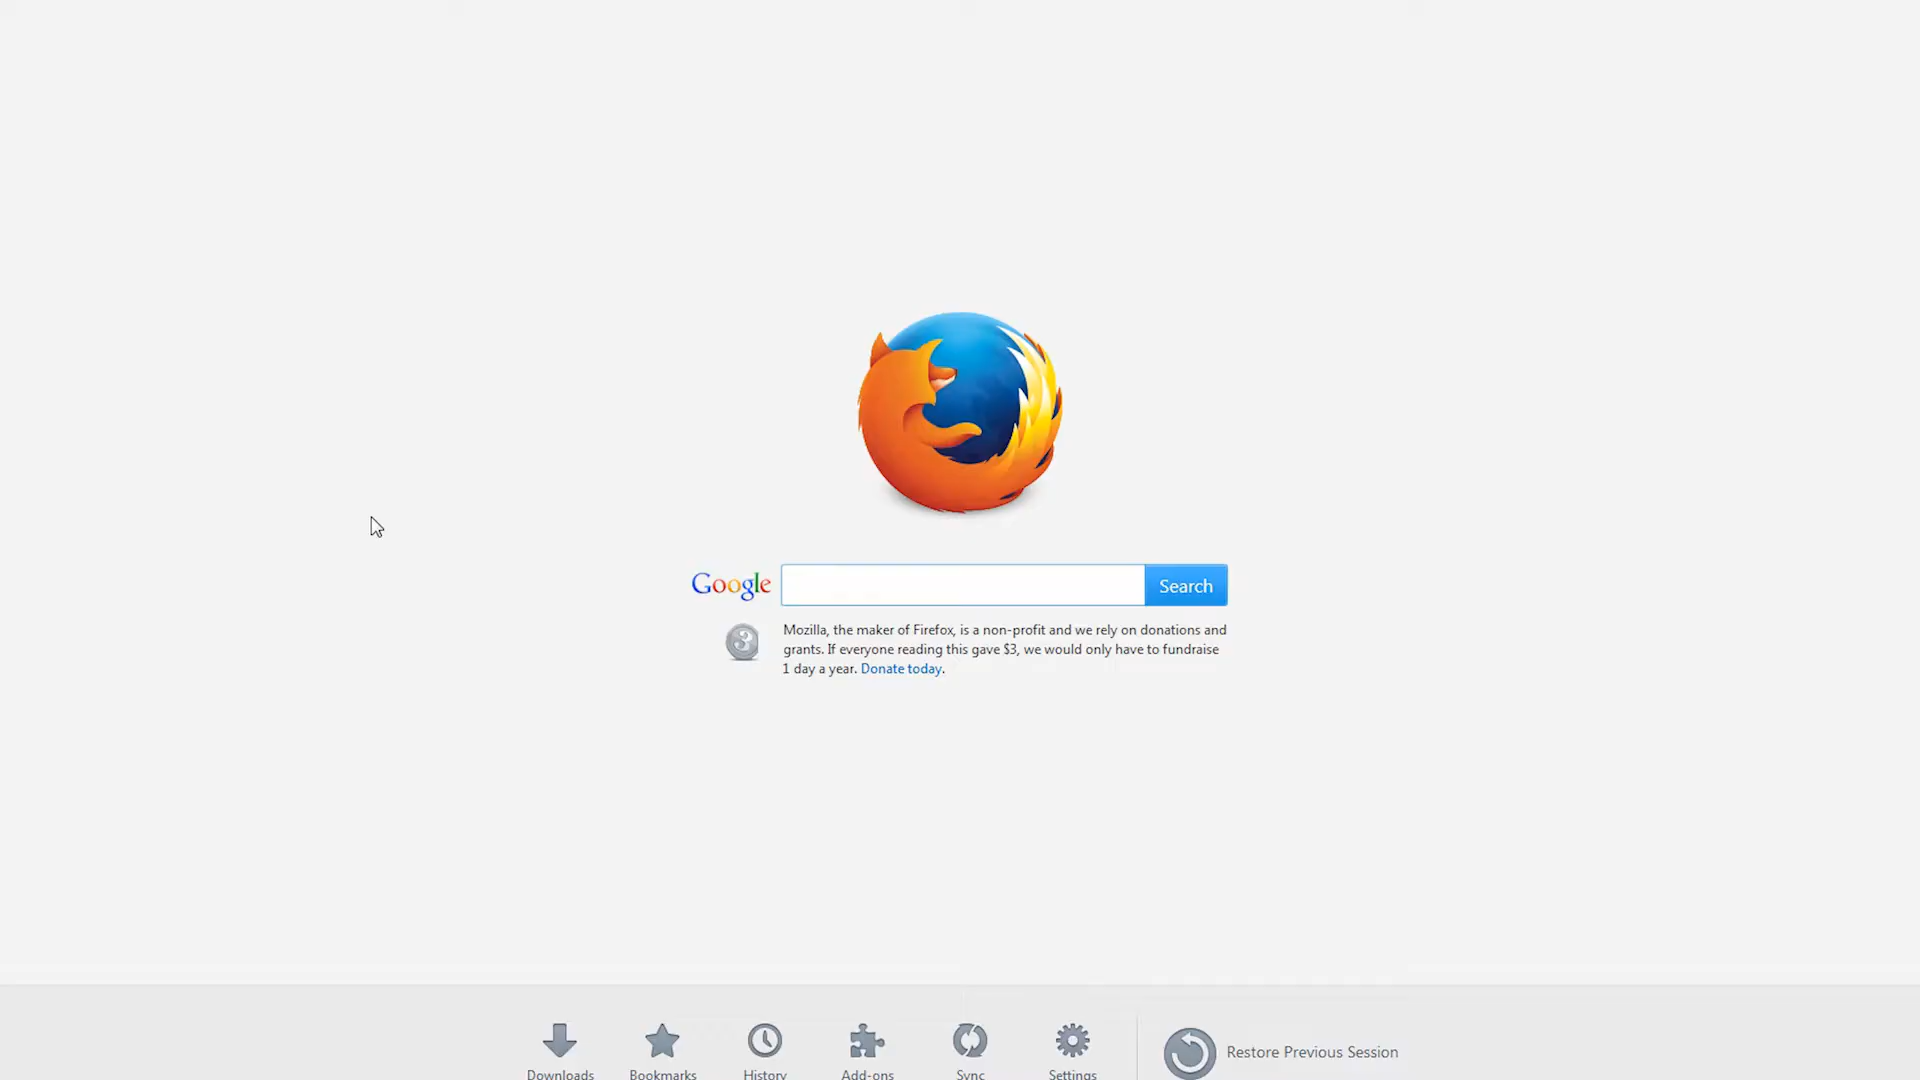 Google
Search
3
Mozilla, the maker of Firefox, is a non-profit and we rely on donations and
grants. If everyone reading this gave $3, we would only have to fundraise
1 day a year. Donate today.
Downloads
Bookmarks
History
Add-ons
Sync
Settings
Restore Previous Session